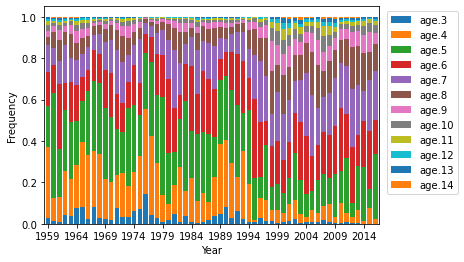 1.0
0.8
0.6
0.4
0.2
0.0
Frequency
1959 1964 1969 1974 1979 1984 1989 1994 1999 2004 2009 2014
Year
age.3
age.4
age.5
age.6
age.7
age.8
age.9
age.10
age.11
age.12
age.13
age.14